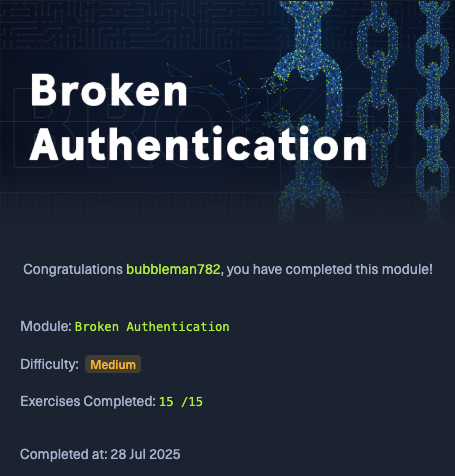 Broken
Authentication
Congratulations bubbleman782, you have completed this module!
Module: Broken Authentication
Difficulty: Medium
Exercises Completed: 15 /15
Completed at: 28 Jul 2025